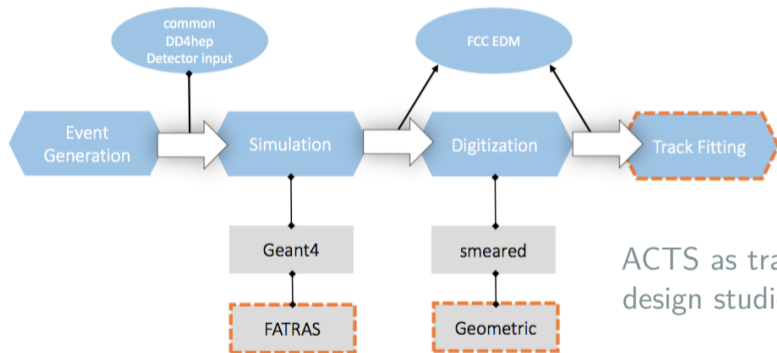 common
DD4hep
Detector input
FCC EDM
Event
Generation
Simulation
Digitization
Track Fitting
Geant4
smeared
ACTS as tra
design studi
FATRAS
Geometric